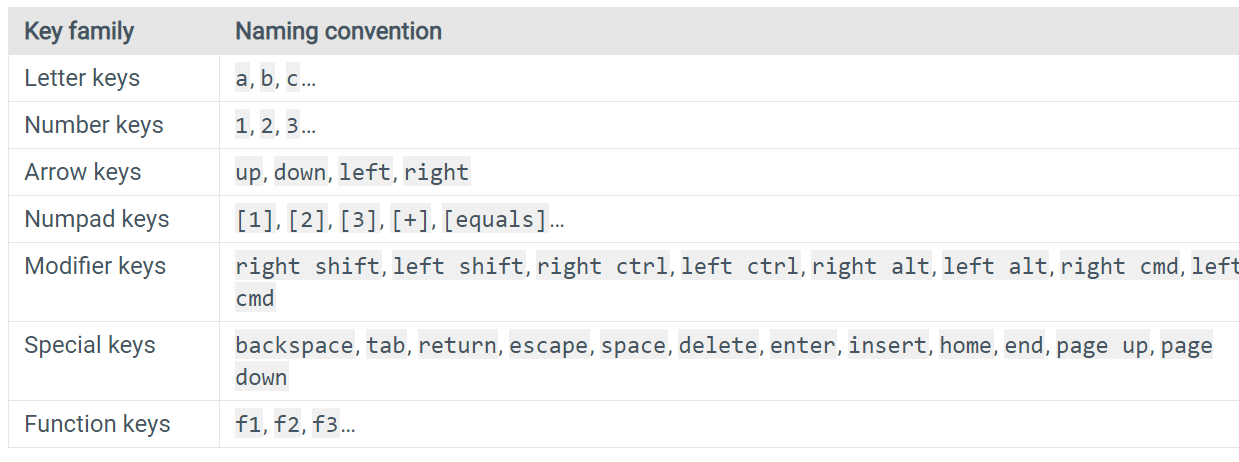 Key family Naming convention
Letter keys a, b, c…
Number keys 1, 2, 3…
Arrow keys up, down, left, right
Numpad keys [1], [2], [3], [+], [equals]…
Modifier keys right shift, left shift, right ctrl, left ctrl, right alt, left alt, right cmd, left
cmd
Special keys backspace, tab, return, escape, space, delete, enter, insert, home, end, page up, page
down
Function keys f1, f2, f3…